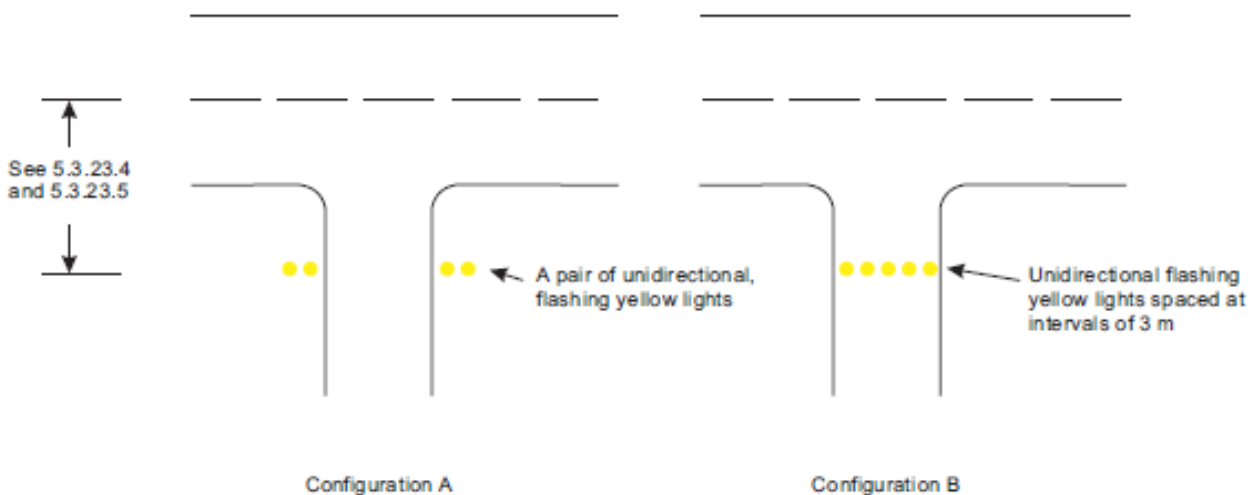 See 5.3.23.4
and 5.3.23.5
A pair of unidirectional,
flashing yellow lights
Unidirectional flashing
yellow lights spaced at
intervals of 3 m
Configuration A
Configuration B